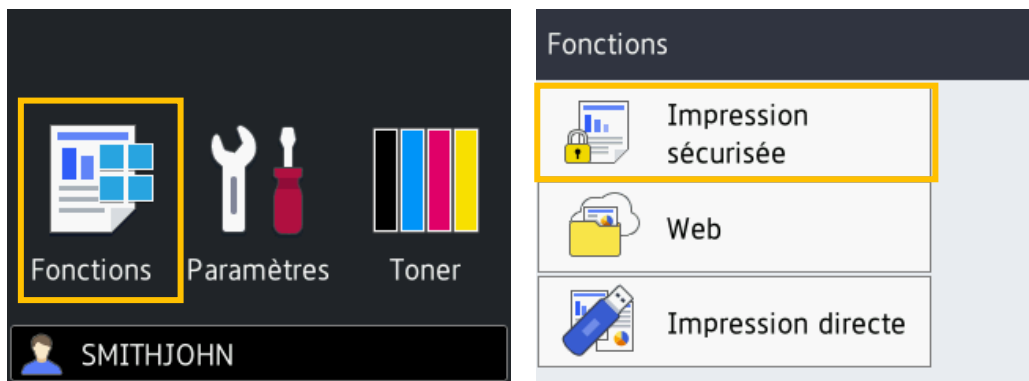 Fonctions
Paramètres
Toner
SMITHJOHN
Fonctions
Impression
sécurisée
Web
Impression directe